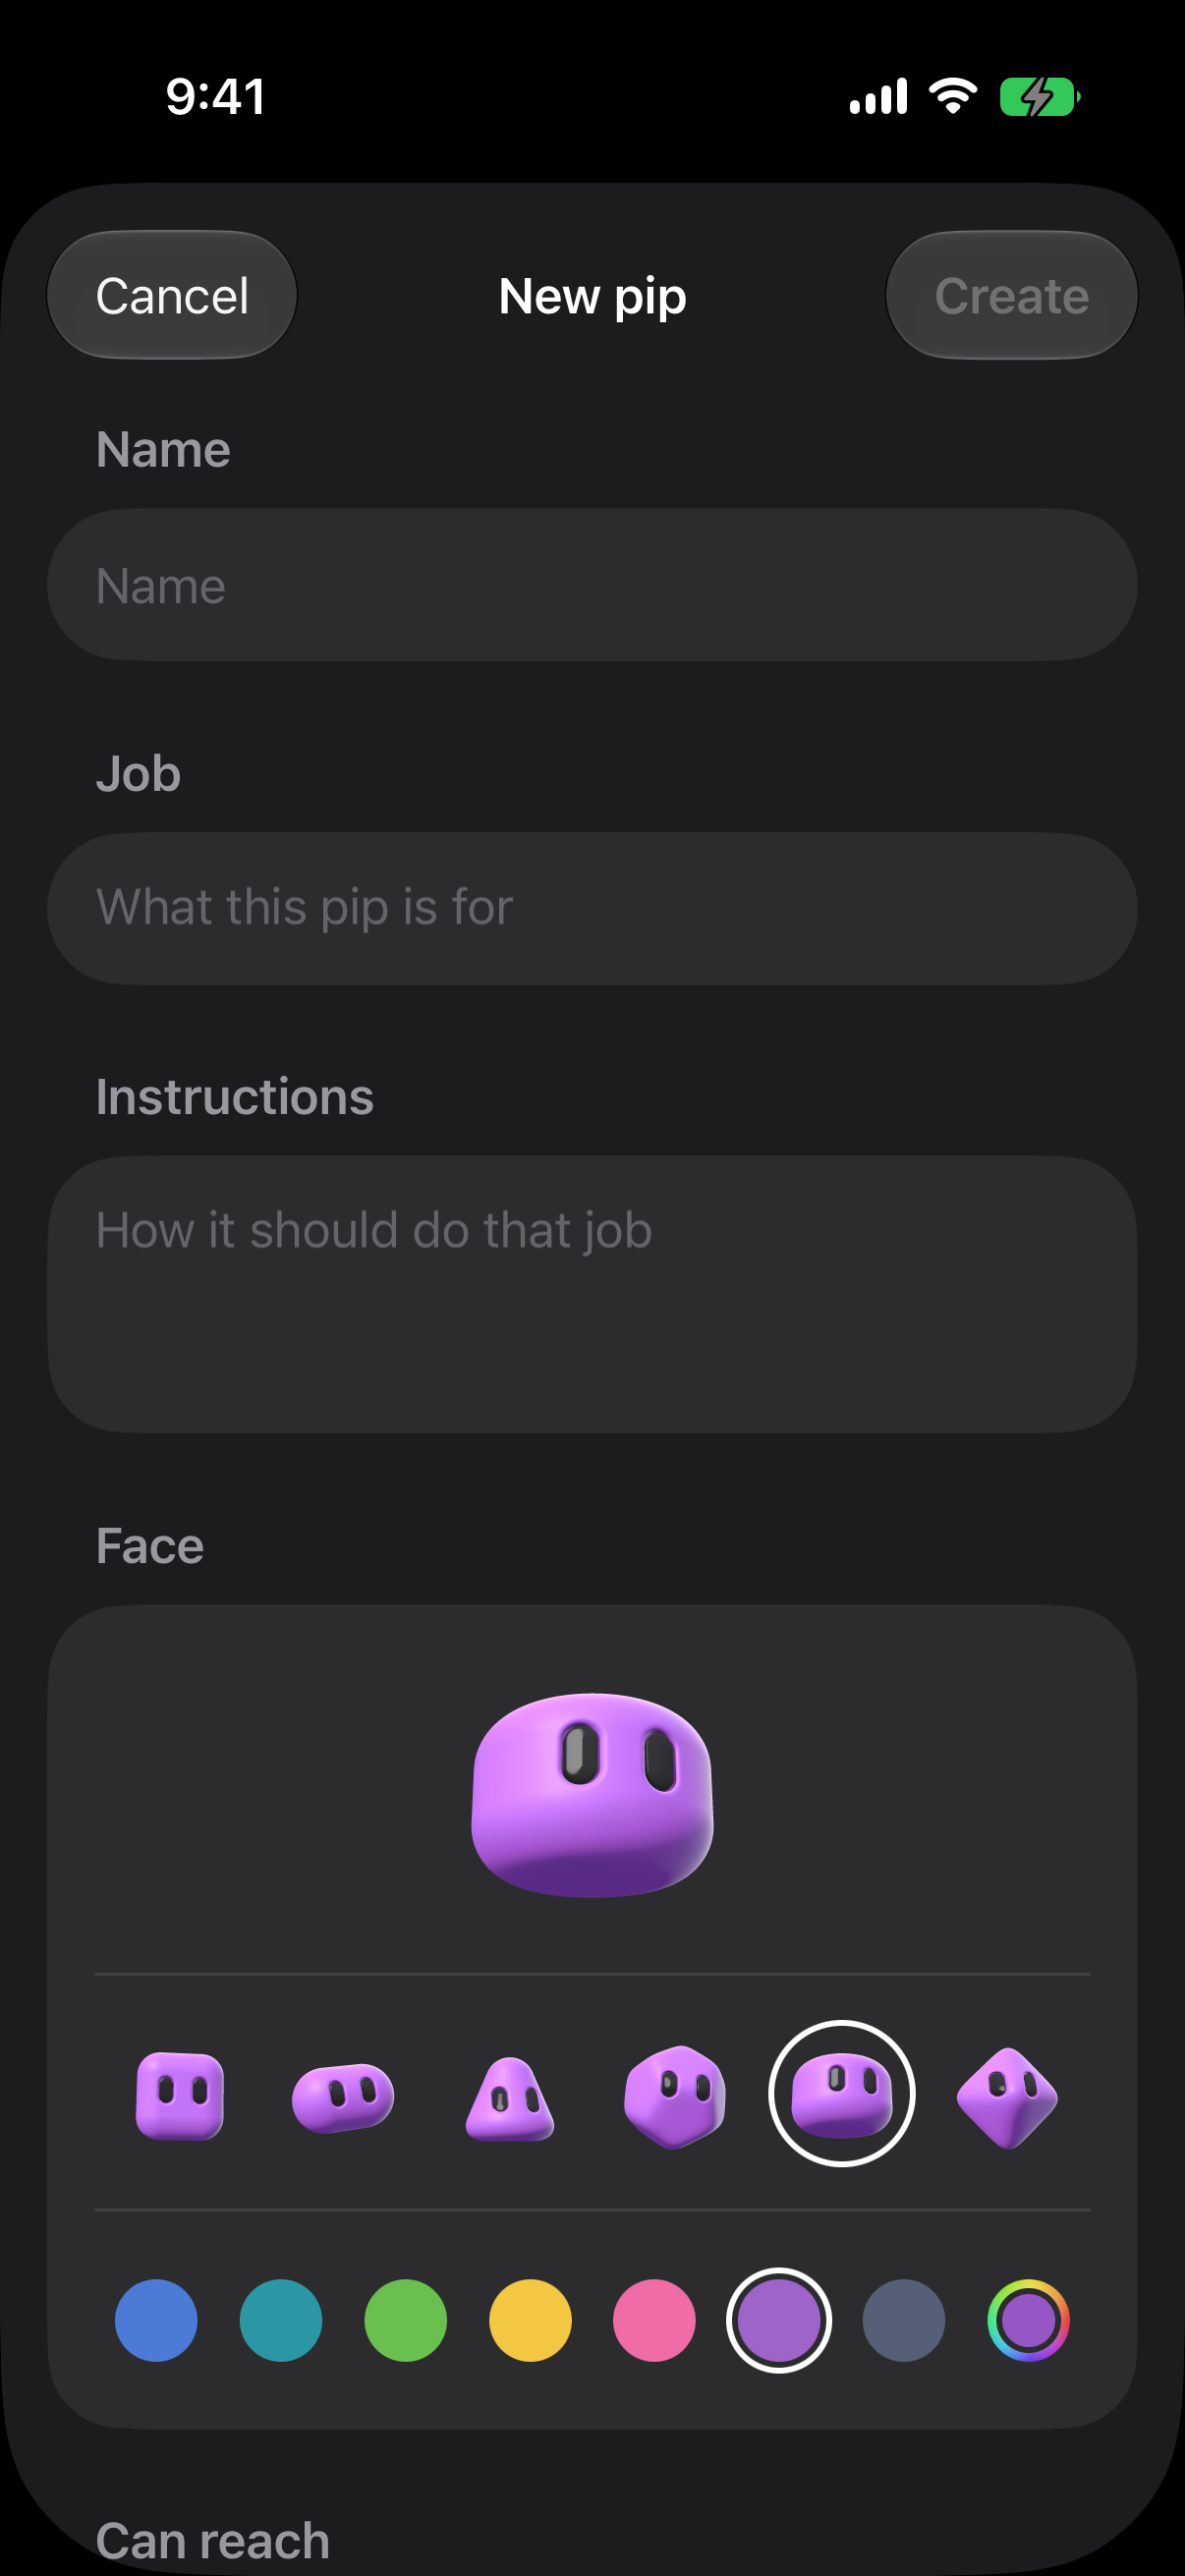 9:41
Cancel
New pip
Create
Name
Name
Job
What this pip is for
Instructions
How it should do that job
Face
Can reach